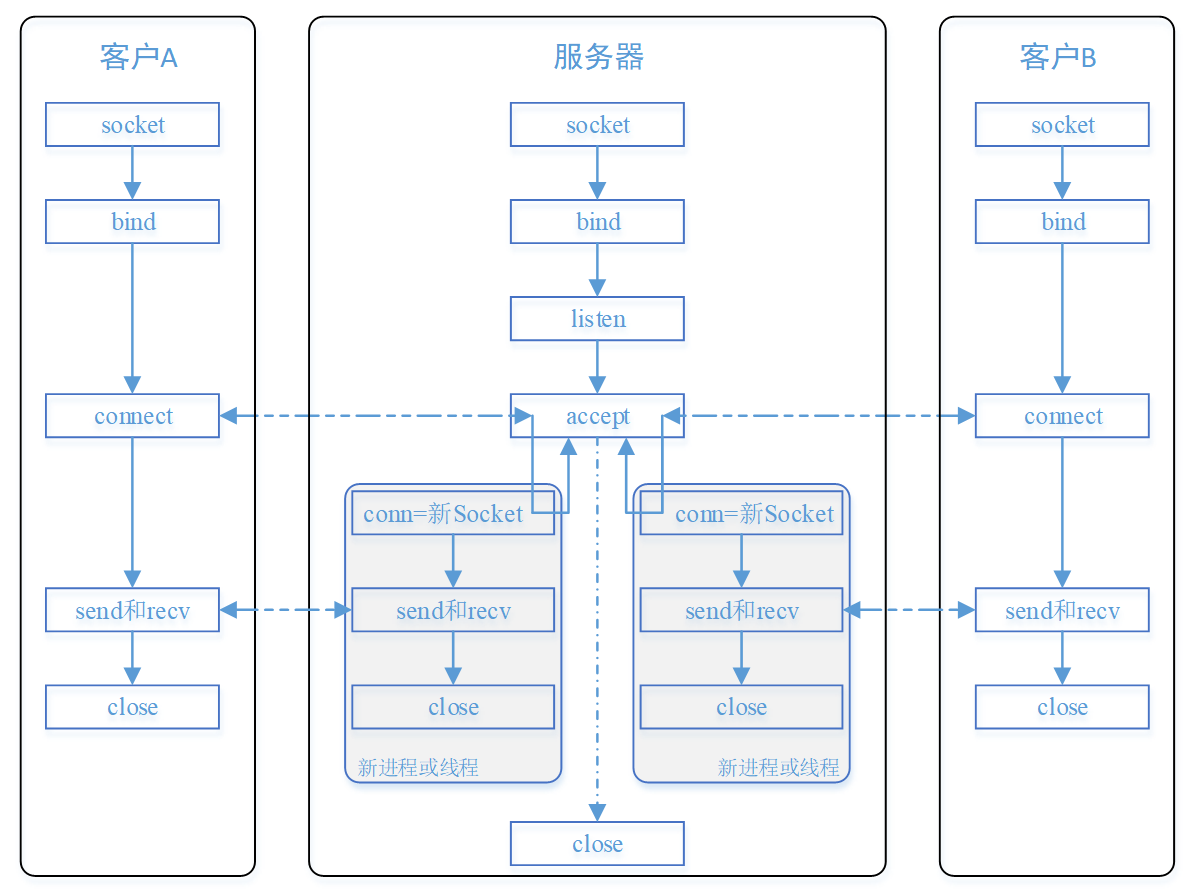 客户A
socket
bind
connect
send和recv
close
服务器
socket
bind
listen
accept
conn=新Socket
send和recv
close
新进程或线程
conn=新Socket
send和recv
close
新进程或线程
close
客户B
socket
bind
connect
send和recv
close